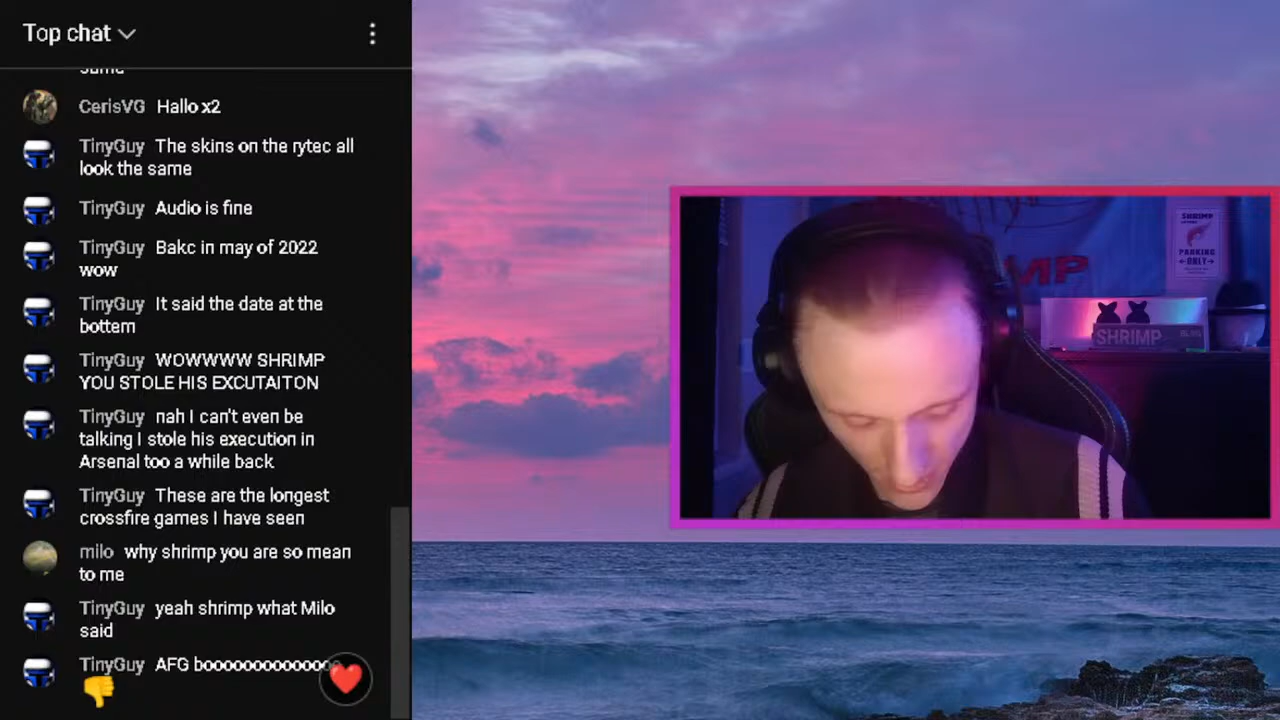 Top chat
same
CerisVG Hallo x2
TinyGuy The skins on the rytec all
look the same
TinyGuy Audio is fine
TinyGuy Bakc in may of 2022
wow
TinyGuy It said the date at the
bottem
TinyGuy WOWWWW SHRIMP
YOU STOLE HIS EXCUTAITON
TinyGuy nah I can't even be
talking I stole his execution in
Arsenal too a while back
TinyGuy These are the longest
crossfire games I have seen
milo why shrimp you are so mean
to me
TinyGuy yeah shrimp what Milo
said
TinyGuy AFG booooooooooooooo
SHRIMP
PARKING
ONLY
MP
SHRIMP